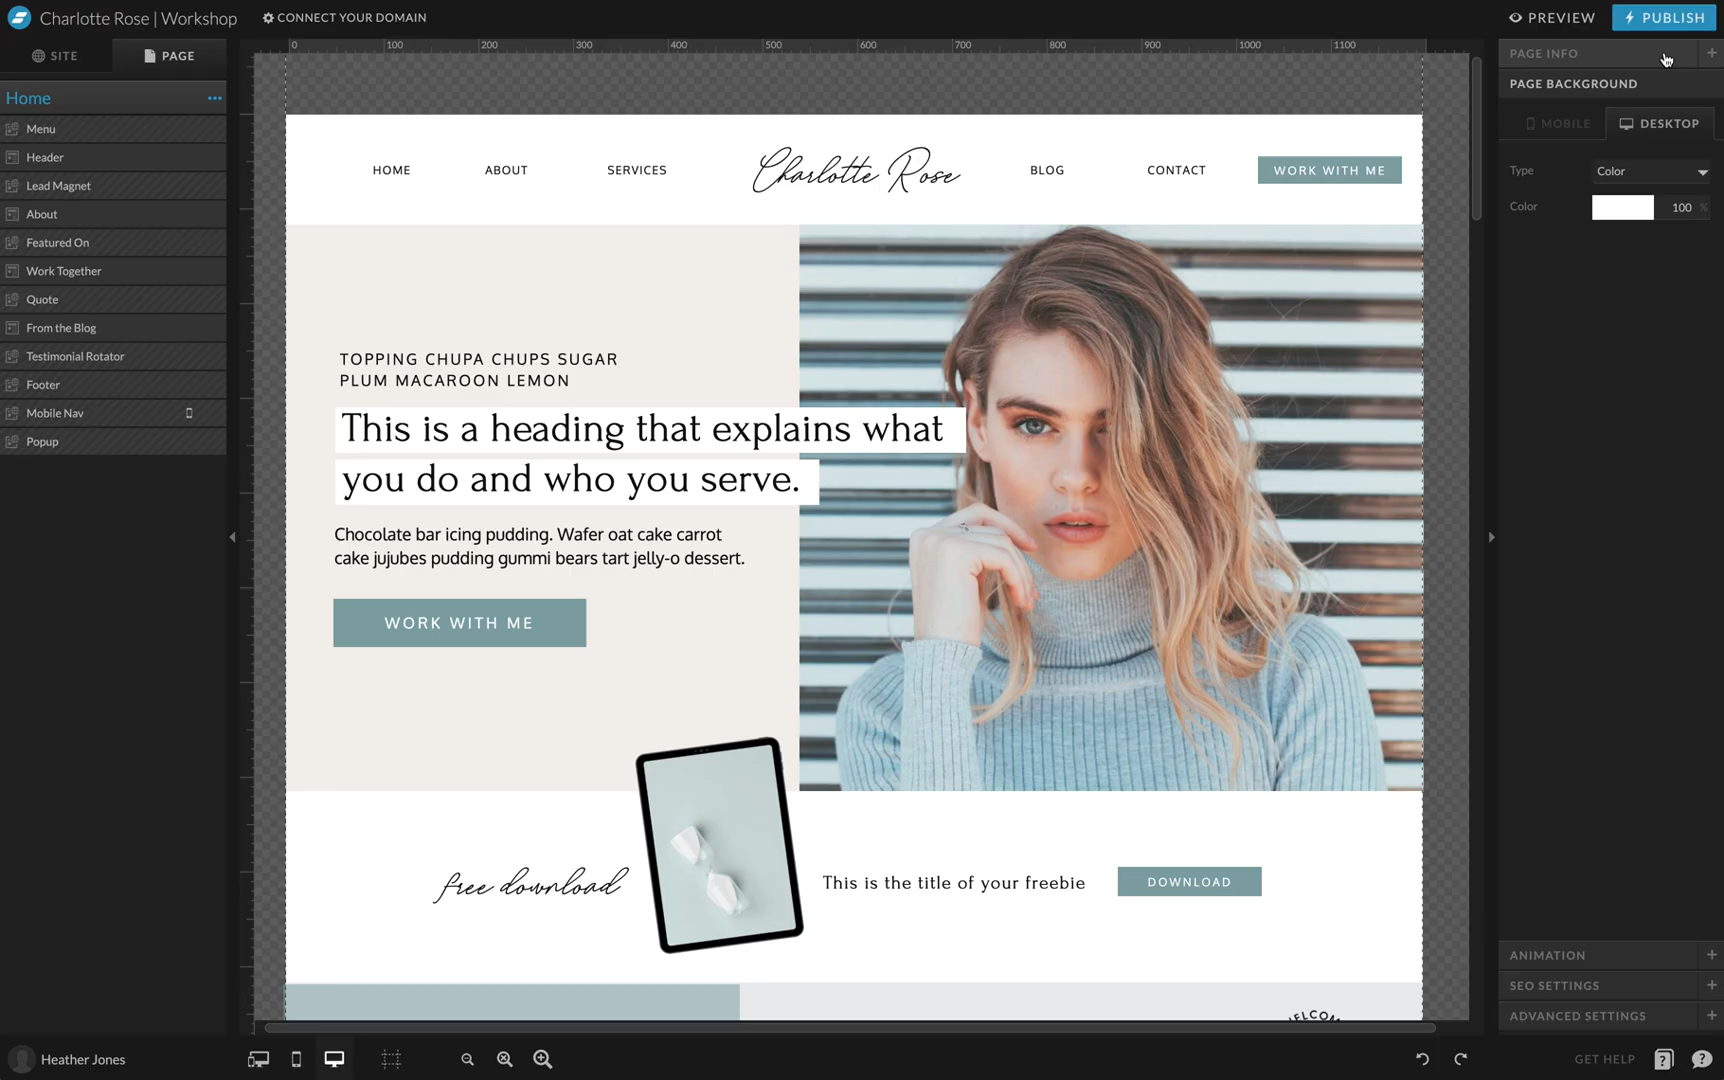 Charlotte Rose | Workshop
CONNECT YOUR DOMAIN
PREVIEW
PUBLISH
SITE
PAGE
0 100 200 300 400 500 600 700 800 900 1000 1100
PAGE INFO
PAGE BACKGROUND
MOBILE
DESKTOP
Type
Color
Color
100 %
Home
Menu
Header
Lead Magnet
About
Featured On
Work Together
Quote
From the Blog
Testimonial Rotator
Footer
Mobile Nav
Popup
HOME
ABOUT
SERVICES
Charlotte Rose
BLOG
CONTACT
WORK WITH ME
TOPPING CHUPA CHUPS SUGAR
PLUM MACAROON LEMON
This is a heading that explains what
you do and who you serve.
Chocolate bar icing pudding. Wafer oat cake carrot
cake jujubes pudding gummi bears tart jelly-o dessert.
WORK WITH ME
free download
This is the title of your freebie
DOWNLOAD
ANIMATION
SEO SETTINGS
ADVANCED SETTINGS
Heather Jones
GET HELP